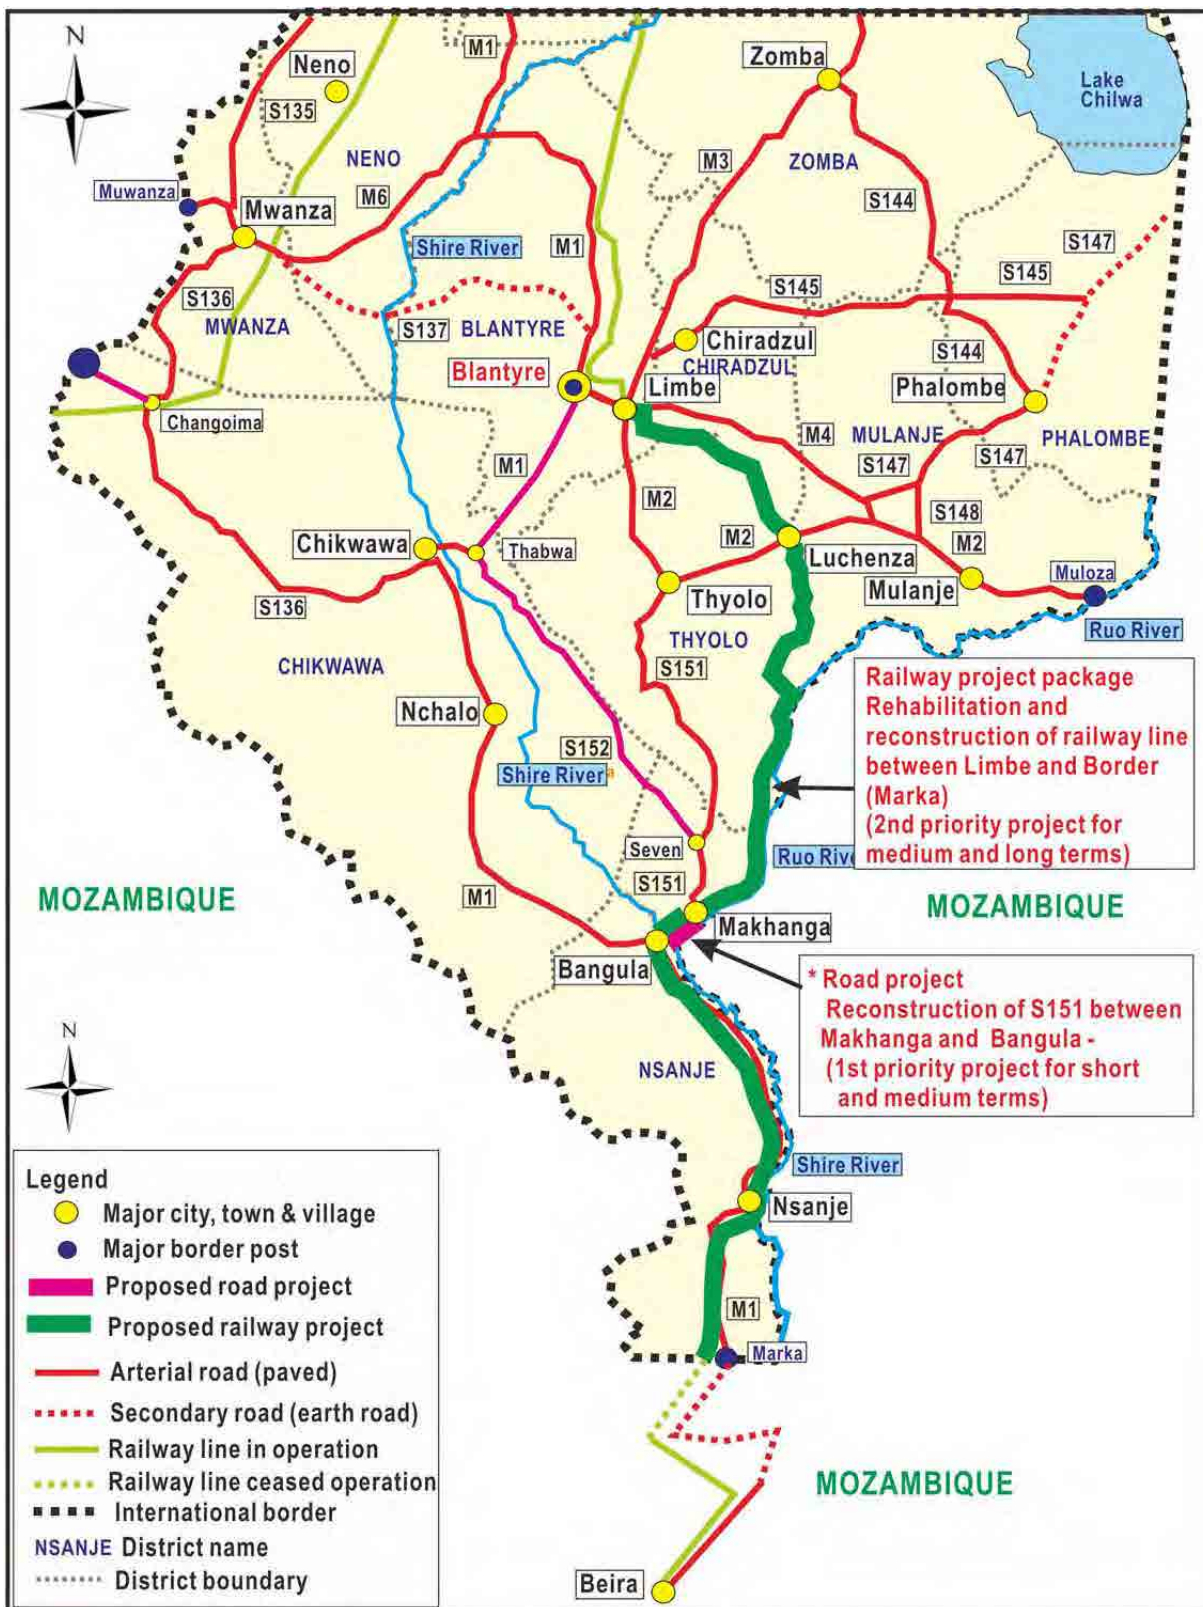 N
M1
Neno
Zomba
Lake
Chilwa
S135
NENO
M3
ZOMBA
Muwanza
Mwanza
M6
S144
Shire River
M1
S147
S145
S145
S136
MWANZA
S137
BLANTYRE
Chiradzul
CHIRADZUL
S144
Blantyre
Limbe
Phalombe
Changoima
M4
MULANJE
PHALOMBE
M1
S147
S147
M2
S148
Chikwawa
Thabwa
M2
Luchenza
M2
Muloza
S136
Thyolo
Mulanje
THYOLO
Ruo River
CHIKWAWA
S151
Nchalo
Railway project package
Rehabilitation and
reconstruction of railway line
between Limbe and Border
(Marka)
(2nd priority project for
medium and long terms)
S152
Shire River
a
Seven
Ruo Rive
S151
M1
MOZAMBIQUE
MOZAMBIQUE
Makhanga
Bangula
* Road project
Reconstruction of S151 between
Makhanga and Bangula -
(1st priority project for short
and medium terms)
N
NSANJE
Shire River
Nsanje
M1
Marka
MOZAMBIQUE
Beira
Legend
Major city, town & village
Major border post
Proposed road project
Proposed railway project
Arterial road (paved)
Secondary road (earth road)
Railway line in operation
Railway line ceased operation
International border
NSANJE District name
District boundary